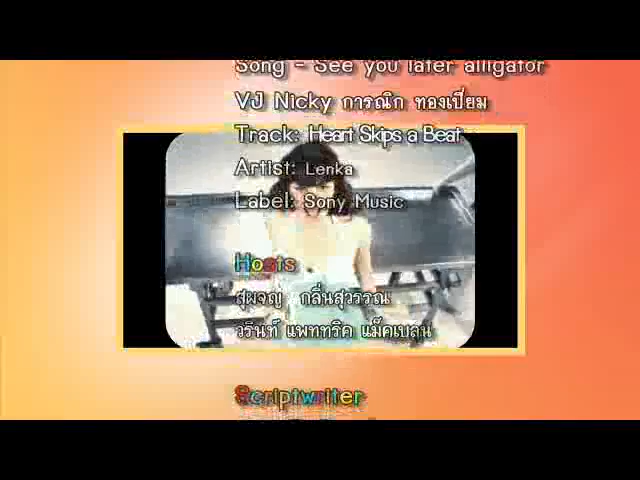 Song - See you later alligator
VJ Nicky การณิก ทองเปี่ยม
Track: Heart Skips a Beat
Artist: Lenka
Label: Sony Music
Hosts
สุผจญ กลิ่นสุวรรณ
วรินท์ แพททริค แม็คเบลน
Scriptwriter